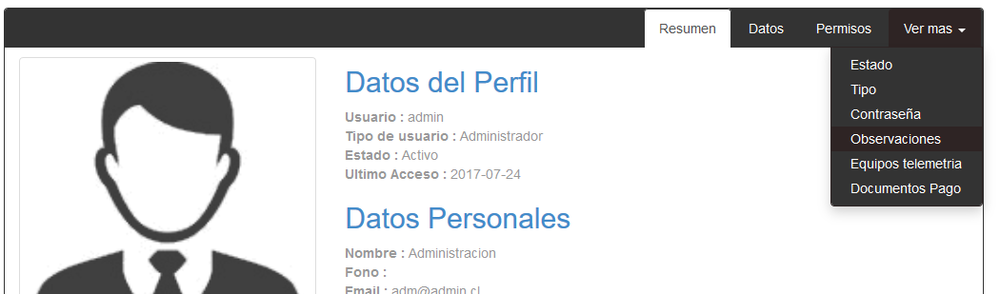 Resumen Datos Permisos Ver mas
Estado
Tipo
Contraseña
Observaciones
Equipos telemetria
Documentos Pago
Datos del Perfil
Usuario : admin
Tipo de usuario : Administrador
Estado : Activo
Ultimo Acceso : 2017-07-24
Datos Personales
Nombre : Administracion
Fono :
Email : adm@admin.cl